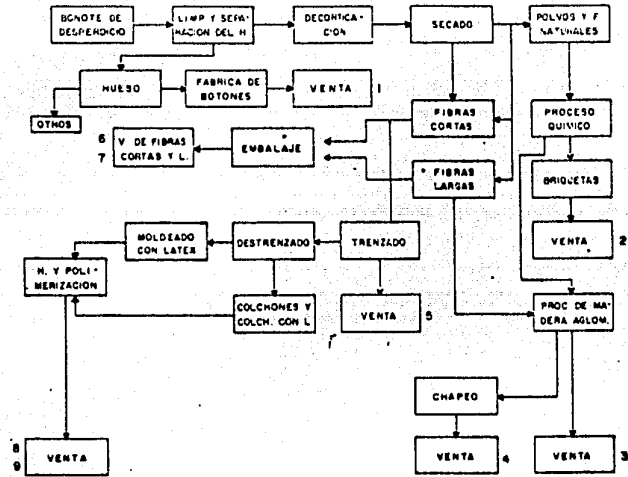 BONOTE DE
DESPERDICIO
LIMP Y SEPA-
RACION DEL H.
DECORTICA-
CION
SECADO
POLVOS Y F
NATURALES
HUESO
FABRICA DE
BOTONES
VENTA
1
OTHOS
6
7
V. DE FIBRAS
CORTAS Y L.
EMBALAJE
FIBRAS
CORTAS
PROCESO
QUIMICO
FIBRAS
LARGAS
BRIQUETAS
MOLDEADO
CON LATEX
DESTRENZADO
TRENZADO
VENTA
2
H. Y POLI-
MERIZACION
COLCHONES Y
COLCH. CON L.
VENTA
5
PROC DE MA-
DERA AGLOM.
CHAPEO
8
9
VENTA
VENTA
4
VENTA
3